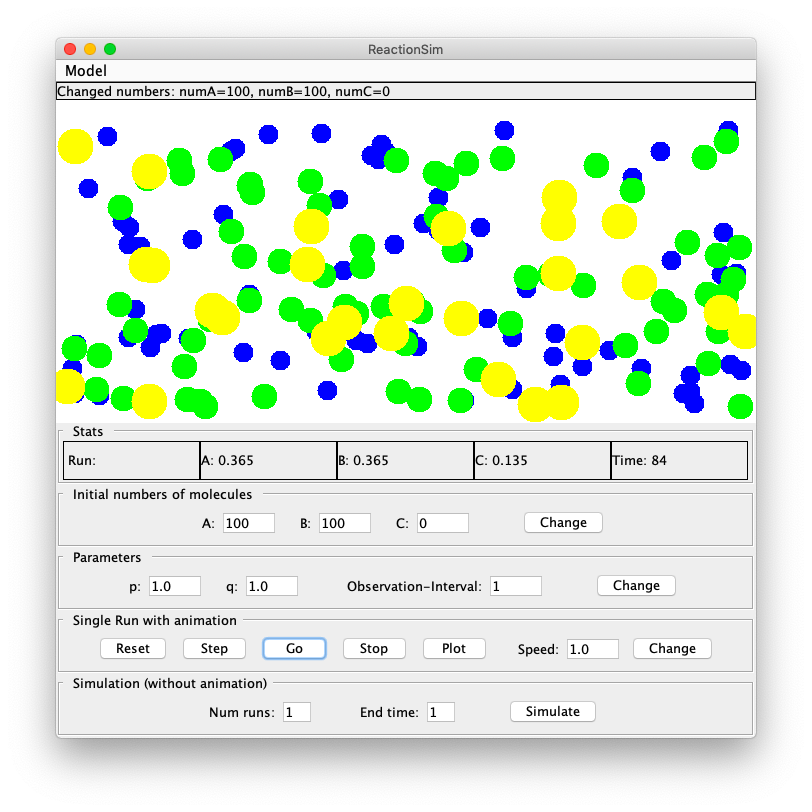 ReactionSim
Model
Changed numbers: numA=100, numB=100, numC=0
Stats
Run: A: 0.365 B: 0.365 C: 0.135 Time: 84
Initial numbers of molecules
A: 100 B: 100 C: 0 Change
Parameters
p: 1.0 q: 1.0 Observation-Interval: 1 Change
Single Run with animation
Reset Step Go Stop Plot Speed: 1.0 Change
Simulation (without animation)
Num runs: 1 End time: 1 Simulate